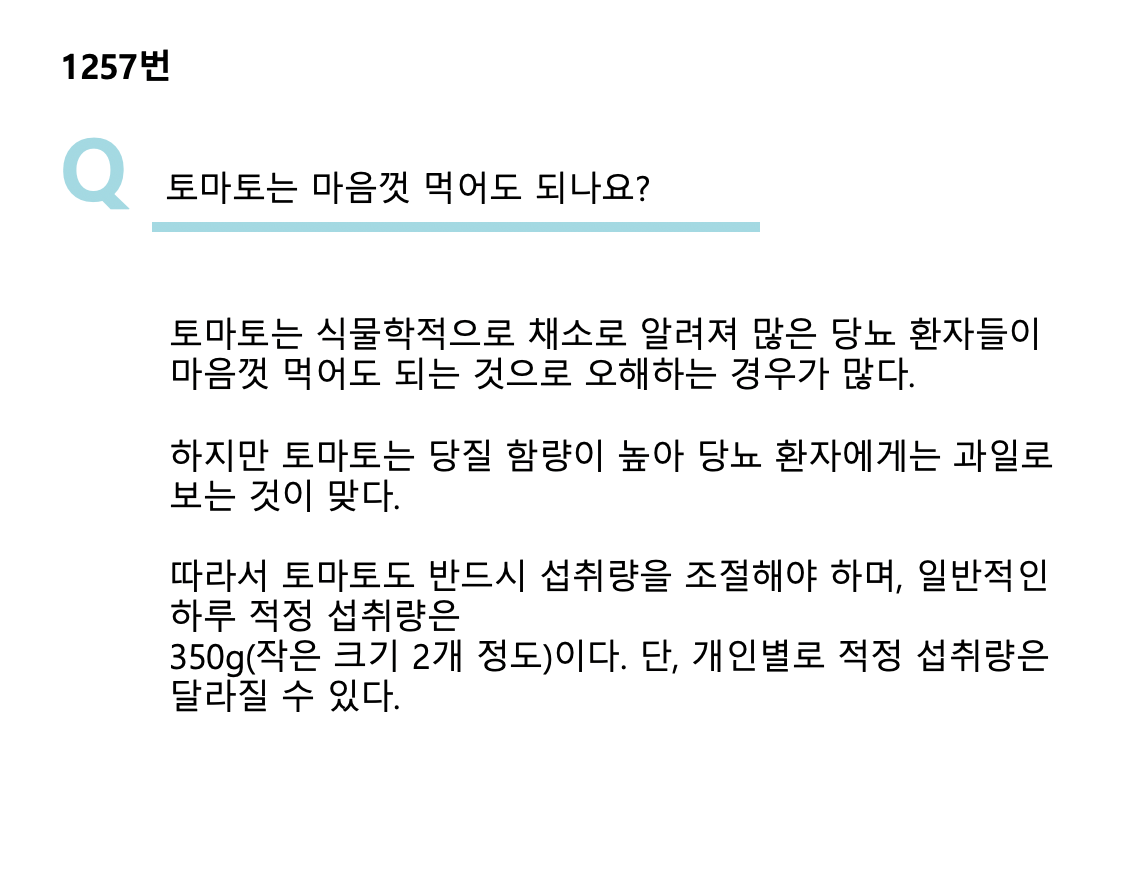 1257번
Q 토마토는 마음껏 먹어도 되나요?
토마토는 식물학적으로 채소로 알려져 많은 당뇨 환자들이
마음껏 먹어도 되는 것으로 오해하는 경우가 많다.
하지만 토마토는 당질 함량이 높아 당뇨 환자에게는 과일로
보는 것이 맞다.
따라서 토마토도 반드시 섭취량을 조절해야 하며, 일반적인
하루 적정 섭취량은
350g(작은 크기 2개 정도)이다. 단, 개인별로 적정 섭취량은
달라질 수 있다.